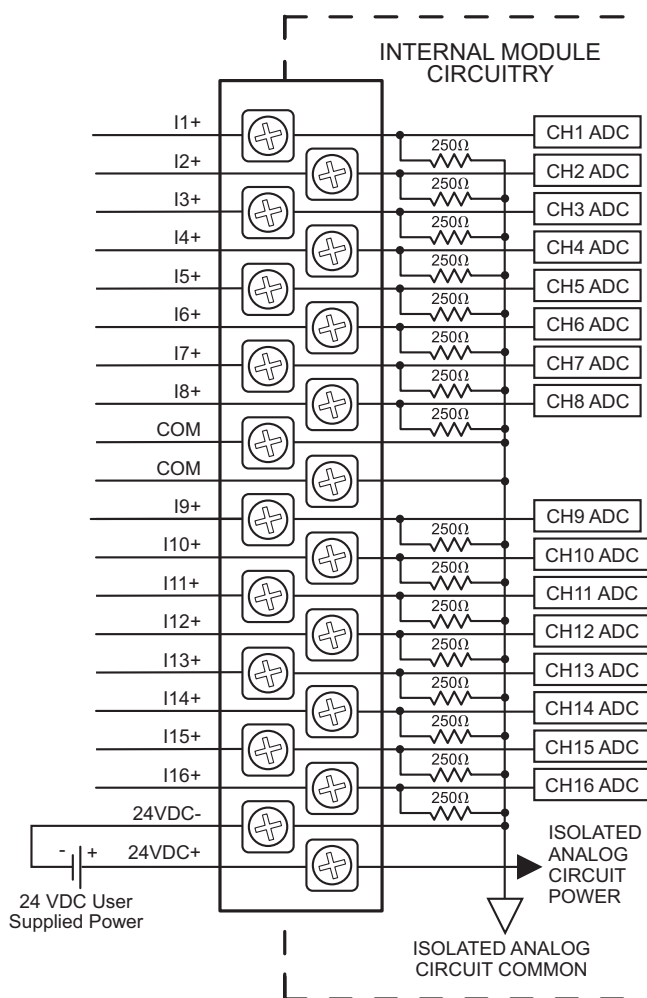 INTERNAL MODULE
CIRCUITRY
I1+
CH1 ADC
250Ω
I2+
CH2 ADC
250Ω
I3+
CH3 ADC
250Ω
I4+
CH4 ADC
250Ω
I5+
CH5 ADC
250Ω
I6+
CH6 ADC
250Ω
I7+
CH7 ADC
250Ω
I8+
CH8 ADC
250Ω
COM
COM
I9+
CH9 ADC
250Ω
I10+
CH10 ADC
250Ω
I11+
CH11 ADC
250Ω
I12+
CH12 ADC
250Ω
I13+
CH13 ADC
250Ω
I14+
CH14 ADC
250Ω
I15+
CH15 ADC
250Ω
I16+
CH16 ADC
250Ω
24VDC-
- +
24VDC+
ISOLATED
ANALOG
CIRCUIT
POWER
24 VDC User
Supplied Power
ISOLATED ANALOG
CIRCUIT COMMON